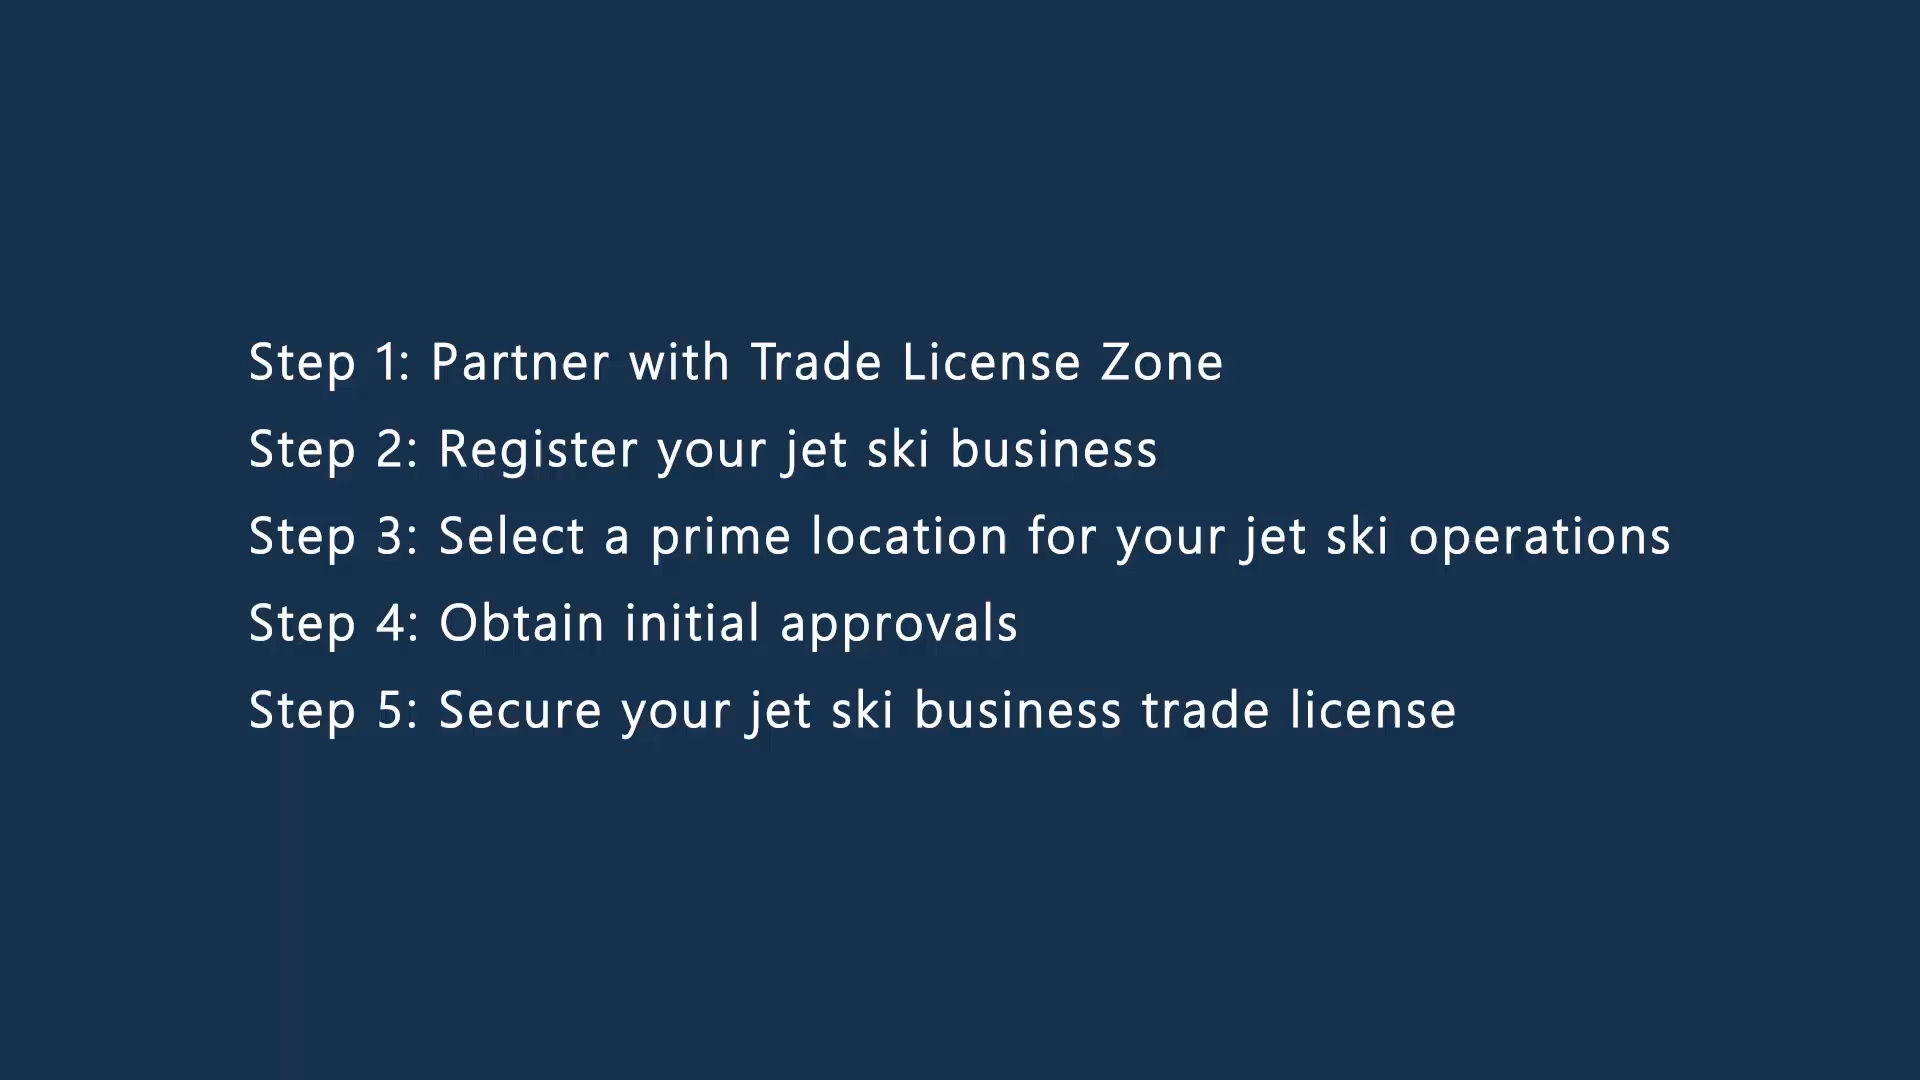 Step 1: Partner with Trade License Zone
Step 2: Register your jet ski business
Step 3: Select a prime location for your jet ski operations
Step 4: Obtain initial approvals
Step 5: Secure your jet ski business trade license